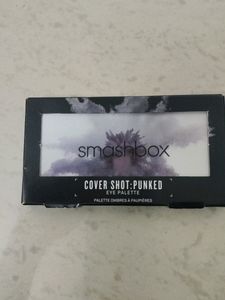 smashbox
COVER SHOT:PUNKED
EYE PALETTE
PALETTE OMBRES À PAUPIÈRES